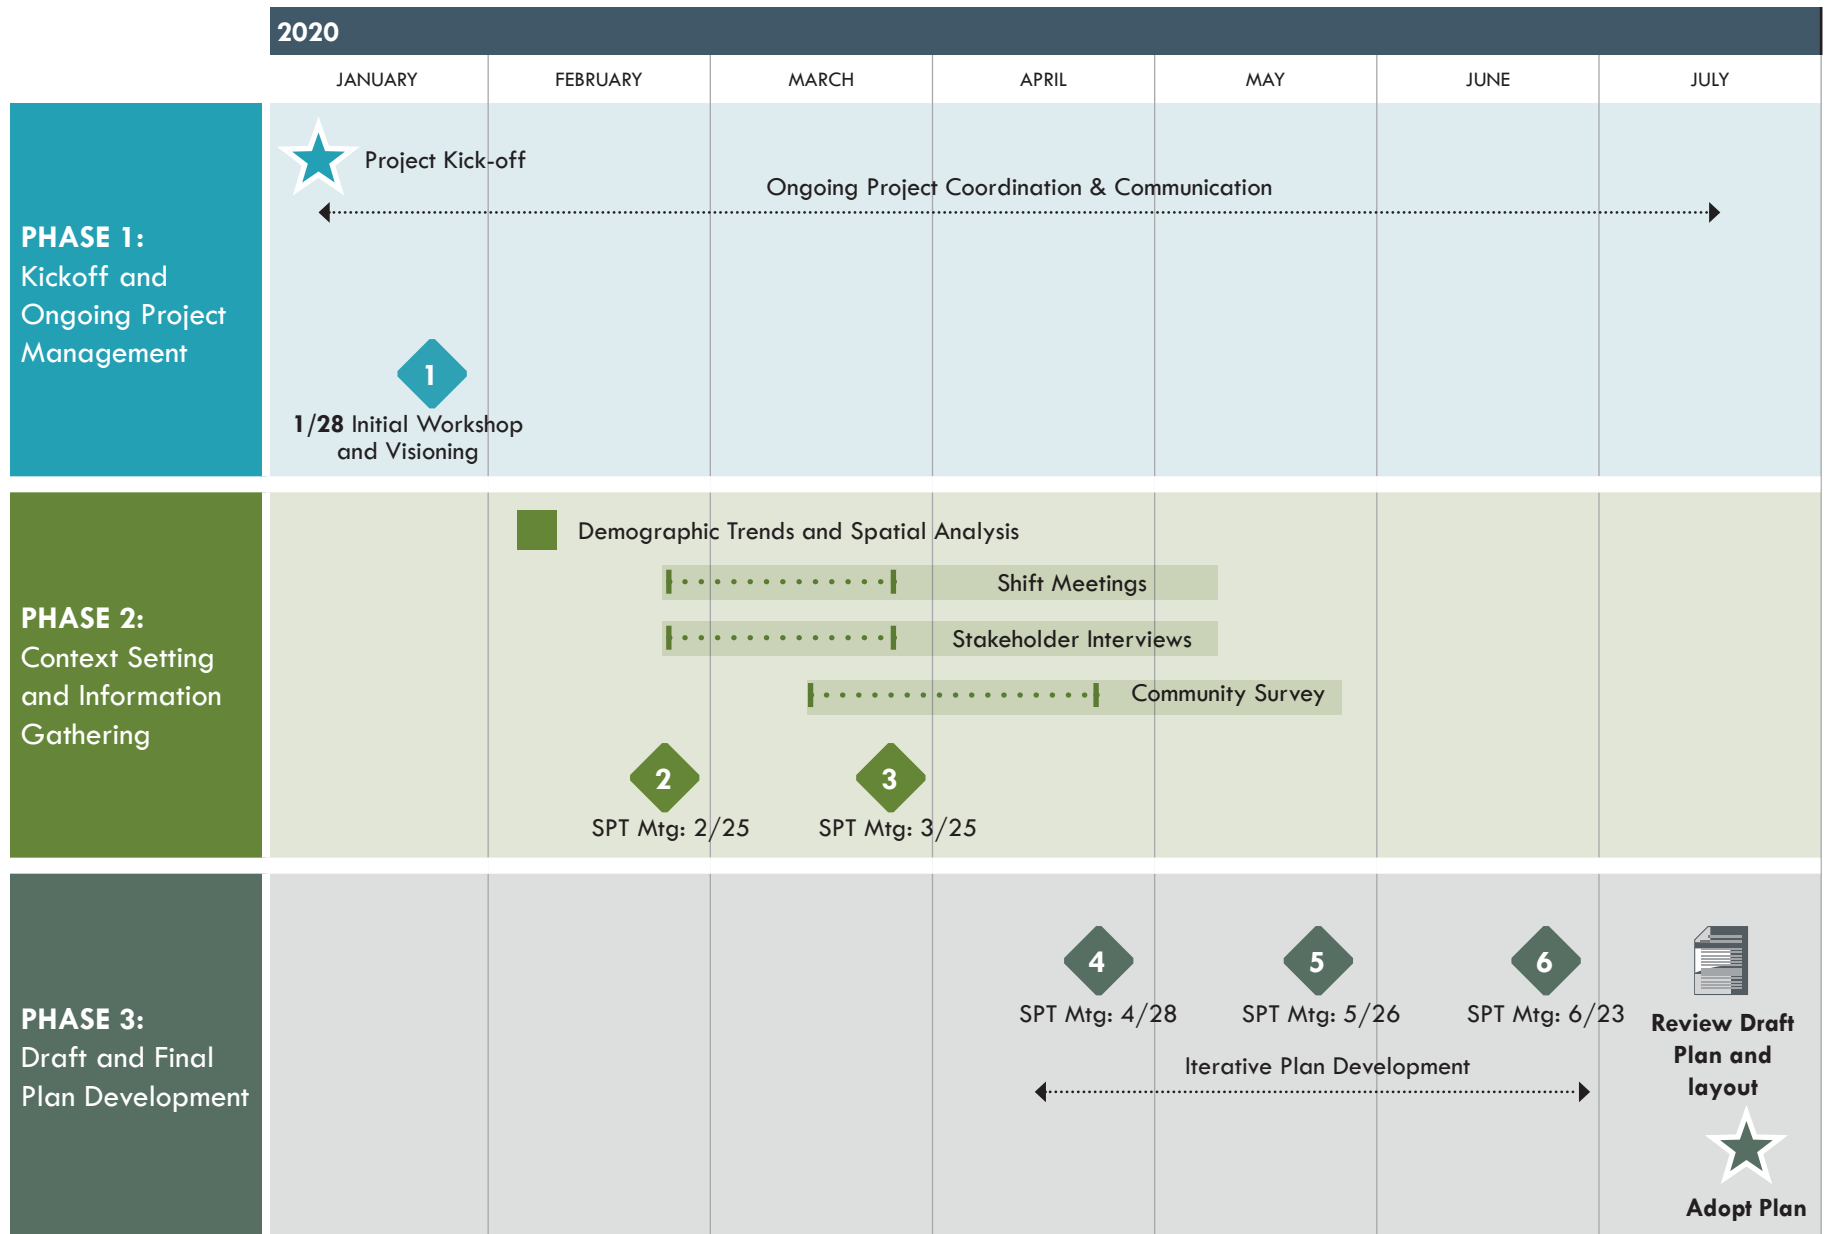 2020
JANUARY
FEBRUARY
MARCH
APRIL
MAY
JUNE
JULY
PHASE 1:
Kickoff and
Ongoing Project
Management
Project Kick-off
Ongoing Project Coordination & Communication
1
1/28 Initial Workshop
and Visioning
PHASE 2:
Context Setting
and Information
Gathering
Demographic Trends and Spatial Analysis
Shift Meetings
Stakeholder Interviews
Community Survey
2
SPT Mtg: 2/25
3
SPT Mtg: 3/25
PHASE 3:
Draft and Final
Plan Development
4
SPT Mtg: 4/28
5
SPT Mtg: 5/26
6
SPT Mtg: 6/23
Iterative Plan Development
Review Draft
Plan and
layout
Adopt Plan